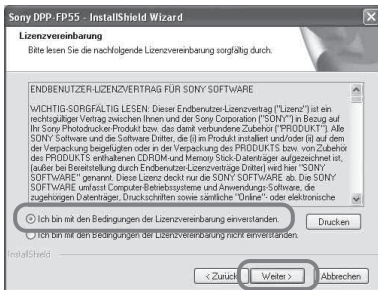 Sony DPP-FP55 - InstallShield Wizard
Lizenzvereinbarung
Bitte lesen Sie die nachfolgende Lizenzvereinbarung sorgfältig durch.
ENDBENUTZER-LIZENZVERTRAG FÜR SONY SOFTWARE
WICHTIG-SORGFÄLTIG LESEN: Dieser Endbenutzer-Lizenzvertrag ("Lizenz") ist ein
rechtsgültiger Vertrag zwischen Ihnen und der Sony Corporation ("SONY") in Bezug auf
Ihr Sony Photodrucker-Produkt bzw. das damit verbundene Zubehör ("PRODUKT"). Alle
SONY Software und die Software Dritter, die (i) im Produkt installiert und/oder (ii) auf dem
der Verpackung beigefügten oder in der Verpackung des PRODUKTS bzw. von Zubehör
des PRODUKTS enthaltenen CDROM-und Memory Stick-Datenträger aufgezeichnet ist,
(außer bei Bereitstellung durch Endbenutzer-Lizenzverträge Dritter) wird hier "SONY
SOFTWARE" genannt. Diese Lizenz deckt nur die SONY SOFTWARE ab. Die SONY
SOFTWARE umfasst Computer-Betriebssysteme und Anwendungs-Software, die
zugehörigen Datenträger, Druckschriften sowie sämtliche "Online"- oder elektronische
Ich bin mit den Bedingungen der Lizenzvereinbarung einverstanden.
Drucken
Ich bin mit den Bedingungen der Lizenzvereinbarung nicht einverstanden.
InstallShield
< Zurück
Weiter >
Abbrechen